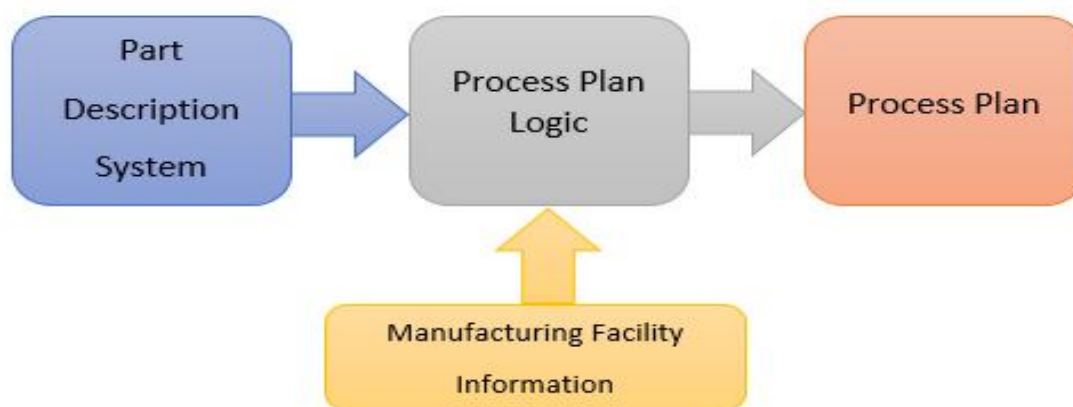 Part
Description
System
Process Plan
Logic
Process Plan
Manufacturing Facility
Information